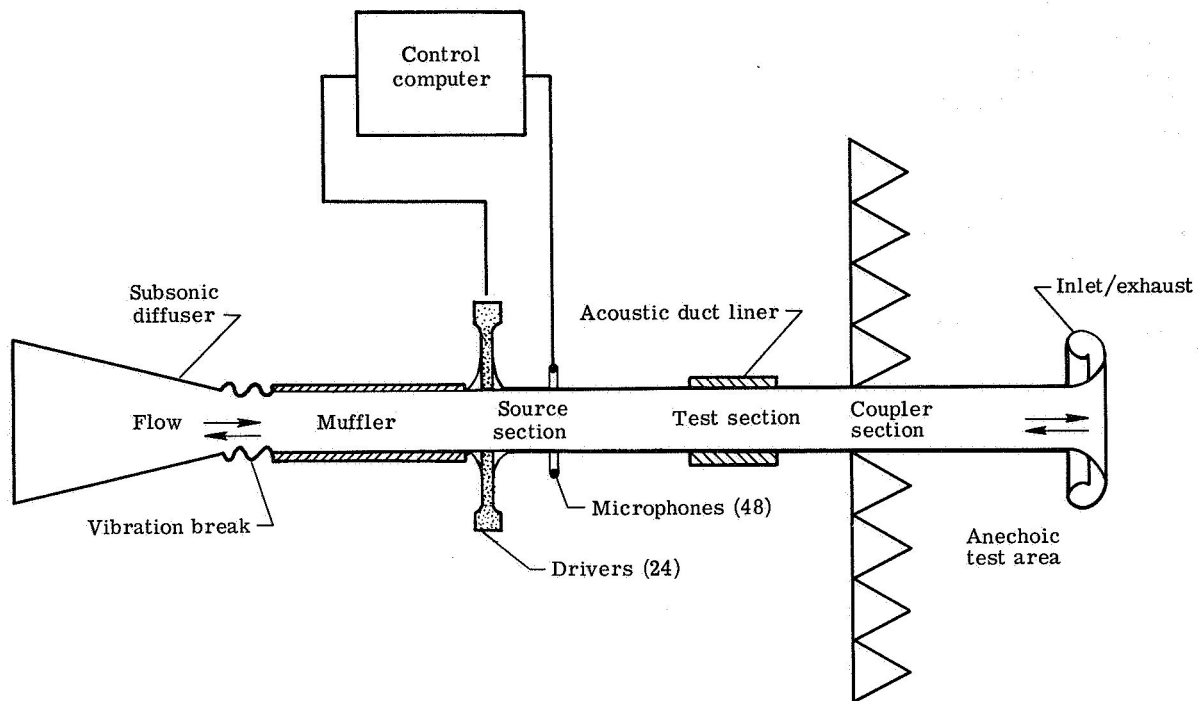 Control
computer
Subsonic
diffuser
Inlet/exhaust
Acoustic duct liner
Flow
Muffler
Source
section
Test section
Coupler
section
Vibration break
Microphones (48)
Drivers (24)
Anechoic
test area